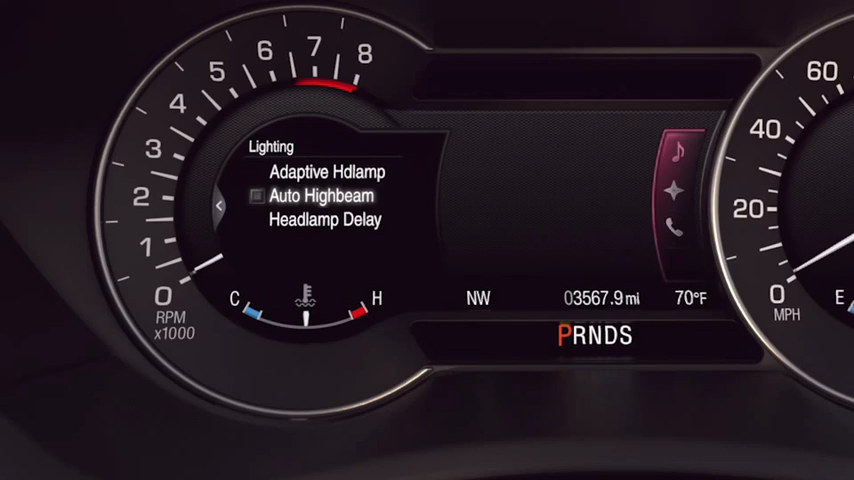 8
7
6
5
4
3
2
1
0
RPM
x1000
Lighting
Adaptive Hdlamp
Auto Highbeam
Headlamp Delay
C
H
NW
03567.9 mi
70°F
PRNDS
60
40
20
0
MPH
E